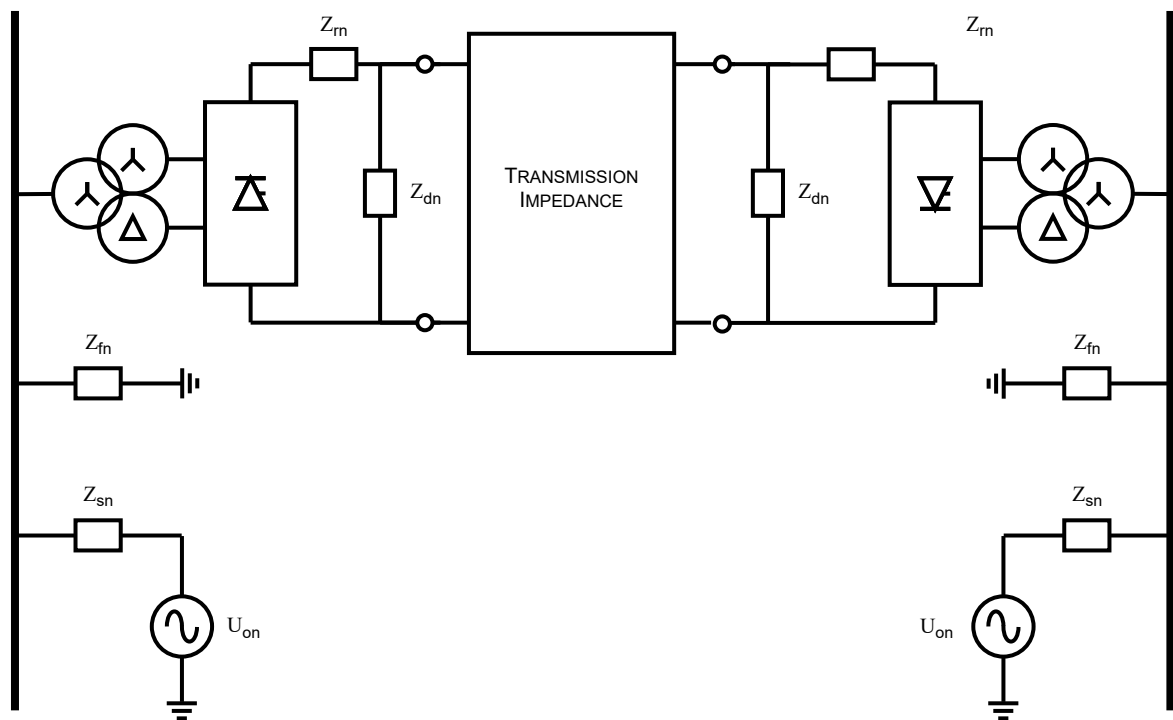 Z_rn
Z_rn
TRANSMISSION
IMPEDANCE
Z_dn
Z_dn
Z_fn
Z_fn
Z_sn
Z_sn
U_on
U_on